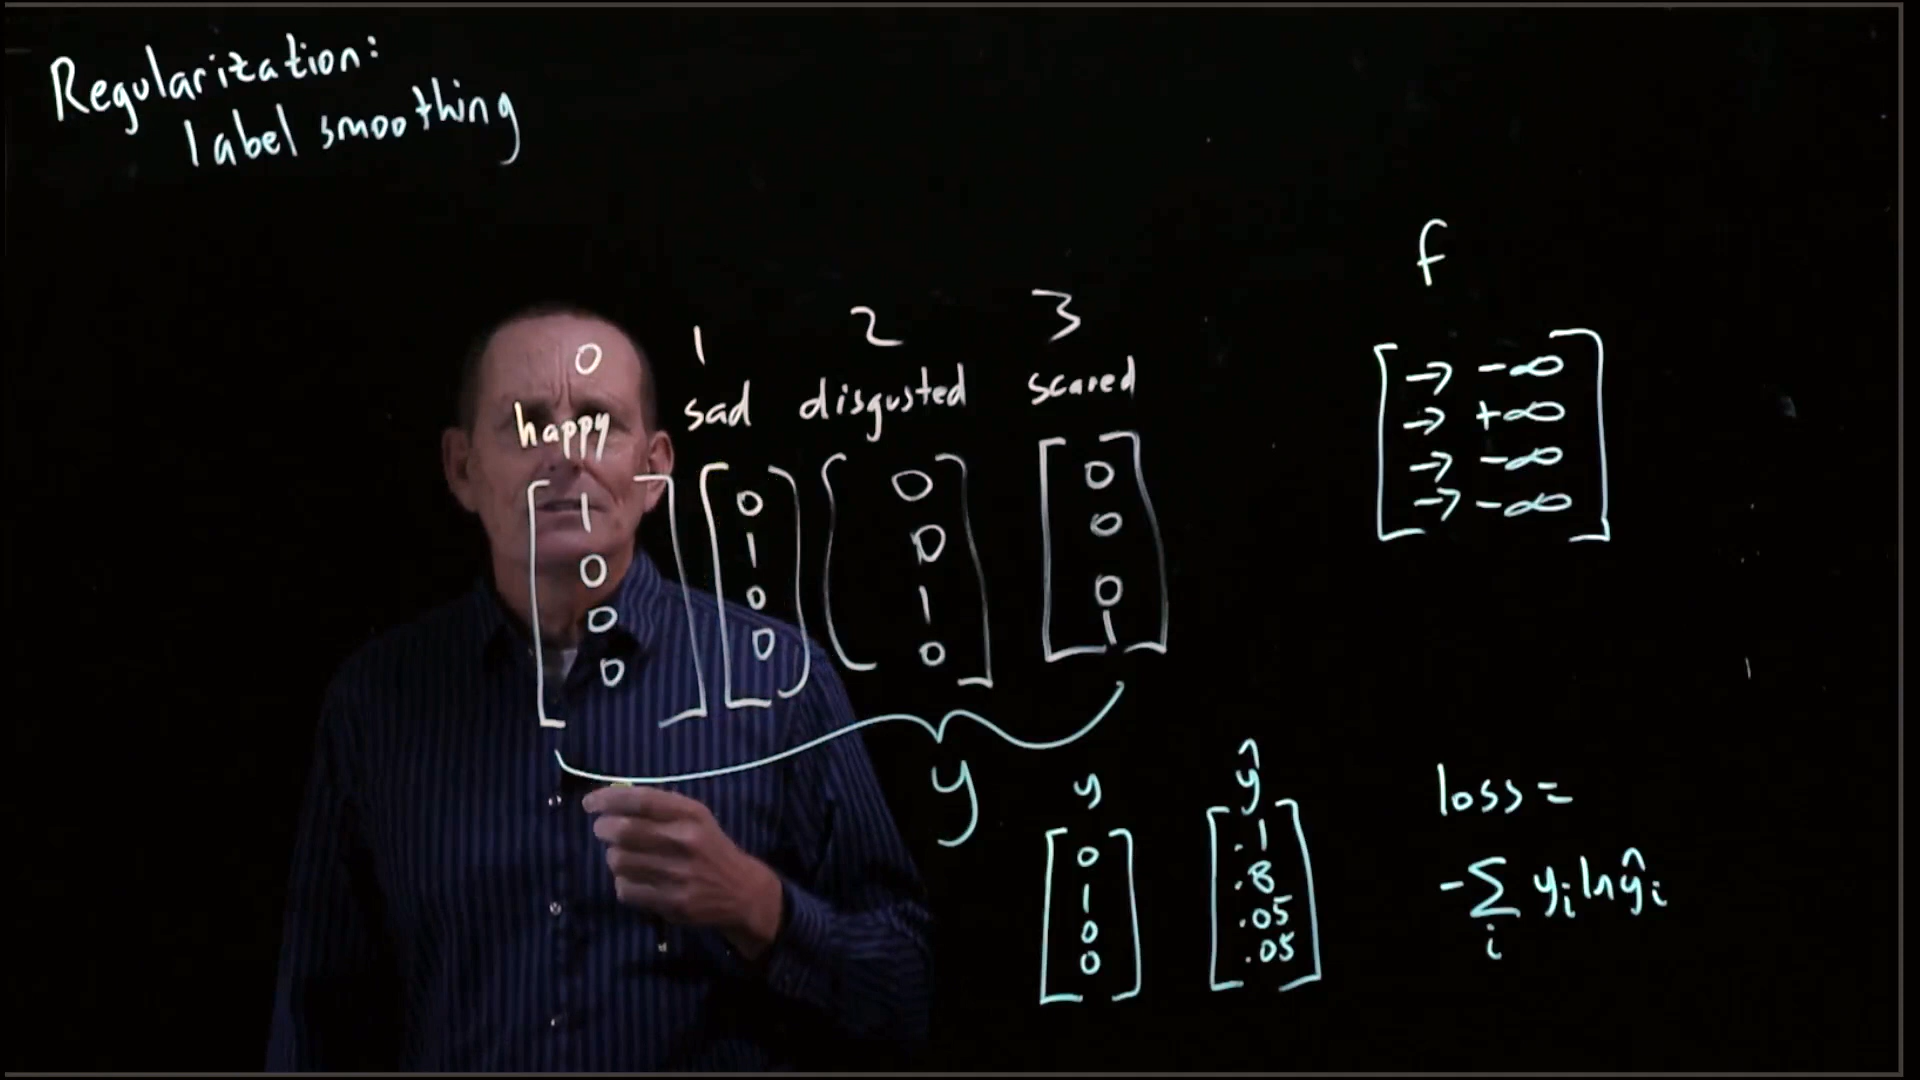 Regularization:
label smoothing
f
0 1 2 3
happy sad disgusted scared
[1 0 0 0] [0 1 0 0] [0 0 1 0] [0 0 0 1]
[→ -∞
→ +∞
→ -∞
→ -∞]
y
y ŷ
[0 1 0 0] [.1 .8 .05 .05]
loss =
-∑ yᵢ ln ŷᵢ
i